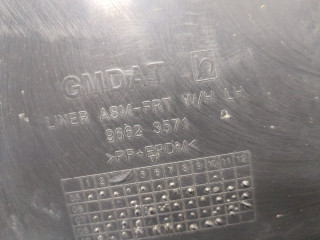 GMDAT
LINER ASM-FRT W/H LH
9662 3571
>PP+EPDM<